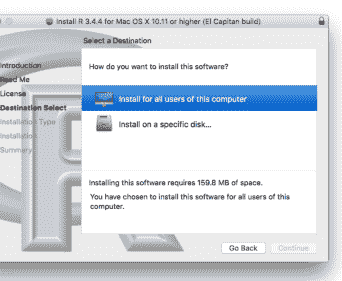 Install R 3.4.4 for Mac OS X 10.11 or higher (El Capitan build)
Select a Destination
Introduction
Read Me
License
Destination Select
Installation Type
Installation
Summary
How do you want to install this software?
Install for all users of this computer
Install on a specific disk...
Installing this software requires 159.8 MB of space.
You have chosen to install this software for all users of this
computer.
Go Back
Continue